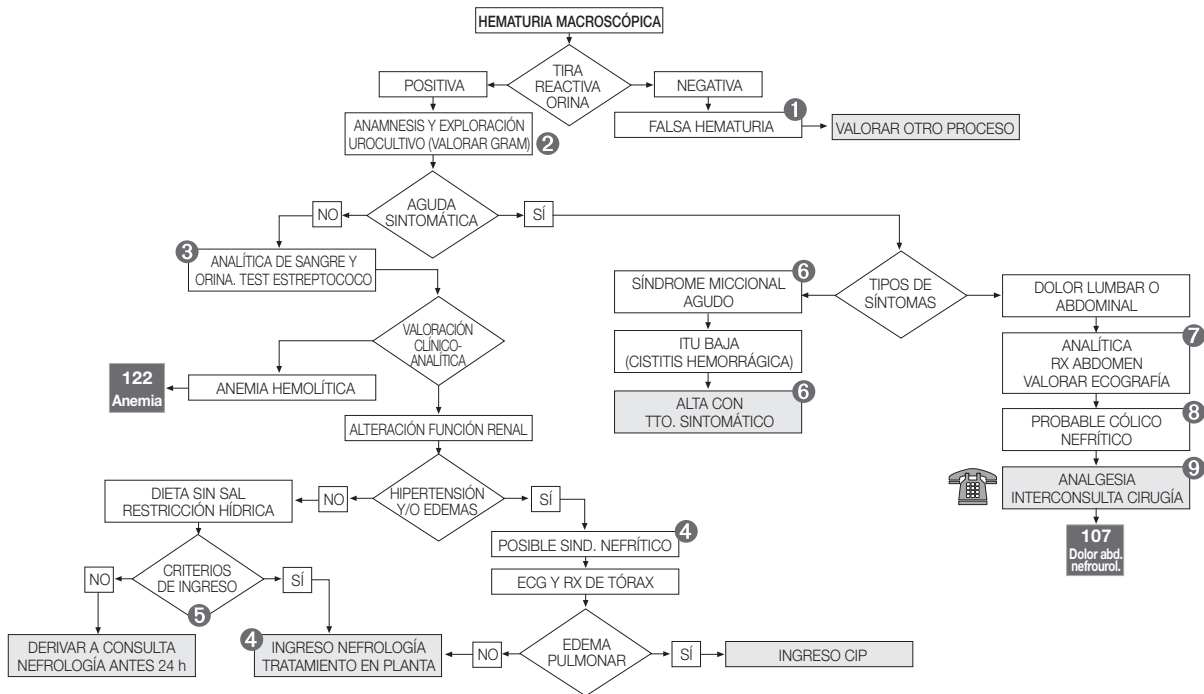 HEMATURIA MACROSCÓPICA
TIRA
REACTIVA
ORINA
POSITIVA
NEGATIVA
1
FALSA HEMATURIA
VALORAR OTRO PROCESO
ANAMNESIS Y EXPLORACIÓN
UROCULTIVO (VALORAR GRAM)
2
AGUDA
SINTOMÁTICA
NO
SÍ
3
ANALÍTICA DE SANGRE Y
ORINA. TEST ESTREPTOCOCO
VALORACIÓN
CLÍNICO-
ANALÍTICA
ANEMIA HEMOLÍTICA
122
Anemia
ALTERACIÓN FUNCIÓN RENAL
HIPERTENSIÓN
Y/O EDEMAS
NO
SÍ
DIETA SIN SAL
RESTRICCIÓN HÍDRICA
CRITERIOS
DE INGRESO
5
NO
SÍ
DERIVAR A CONSULTA
NEFROLOGÍA ANTES 24 h
4
INGRESO NEFROLOGÍA
TRATAMIENTO EN PLANTA
4
POSIBLE SIND. NEFRÍTICO
ECG Y RX DE TÓRAX
EDEMA
PULMONAR
NO
SÍ
INGRESO CIP
TIPOS DE
SÍNTOMAS
6
SÍNDROME MICCIONAL
AGUDO
ITU BAJA
(CISTITIS HEMORRÁGICA)
6
ALTA CON
TTO. SINTOMÁTICO
DOLOR LUMBAR O
ABDOMINAL
7
ANALÍTICA
RX ABDOMEN
VALORAR ECOGRAFÍA
8
PROBABLE CÓLICO
NEFRÍTICO
9
ANALGESIA
INTERCONSULTA CIRUGÍA
107
Dolor abd.
nefrourol.